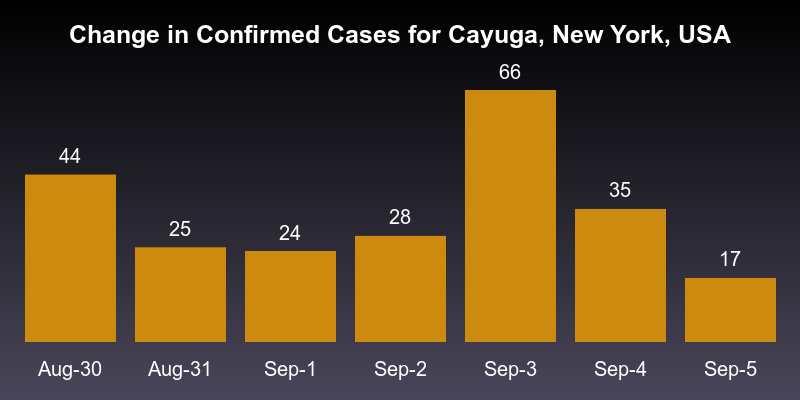 Change in Confirmed Cases for Cayuga, New York, USA
44
25
24
28
66
35
17
Aug-30
Aug-31
Sep-1
Sep-2
Sep-3
Sep-4
Sep-5